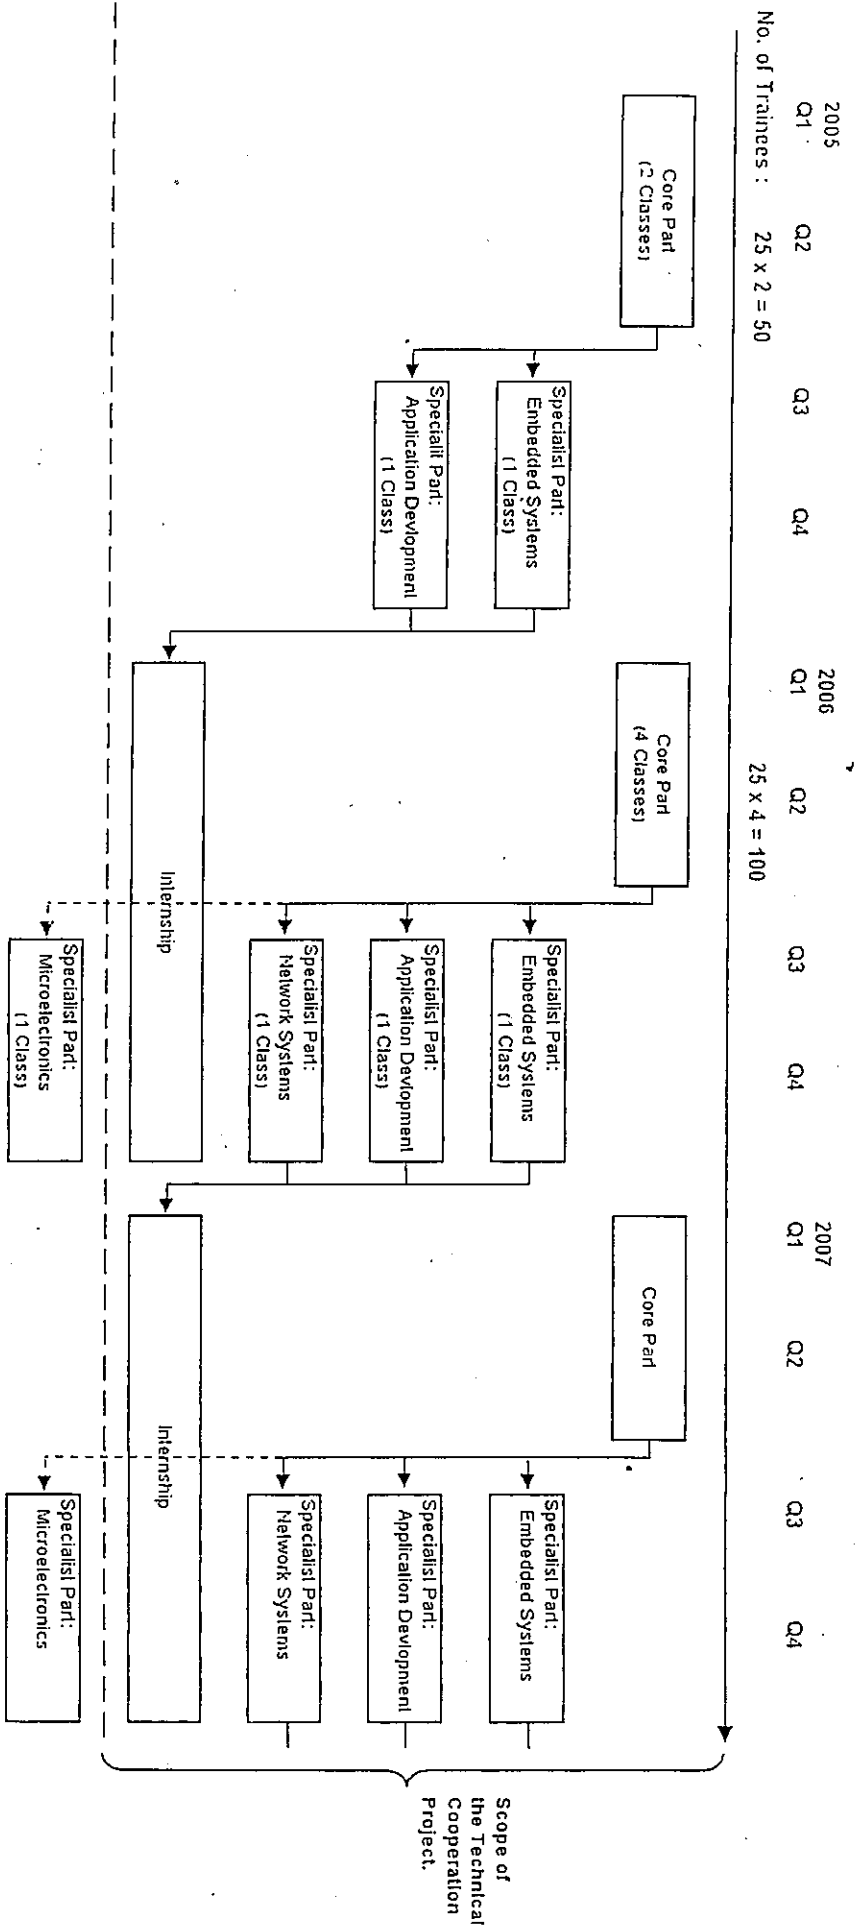 2005
2006
2007
Q1
Q2
Q3
Q4
Q1
Q2
Q3
Q4
Q1
Q2
Q3
Q4
No. of Trainees :
25 x 2 = 50
25 x 4 = 100
Core Part
(2 Classes)
Core Part
(4 Classes)
Core Part
Specialist Part:
Embedded Systems
(1 Class)
Specialist Part:
Embedded Systems
(1 Class)
Specialist Part:
Embedded Systems
Specialit Part:
Application Devlopment
(1 Class)
Specialist Part:
Application Devlopment
(1 Class)
Specialist Part:
Application Devlopment
Specialist Part:
Network Systems
(1 Class)
Specialist Part:
Network Systems
Internship
Internship
Specialist Part:
Microelectronics
(1 Class)
Specialist Part:
Microelectronics
Scope of
the Technical
Cooperation
Project.